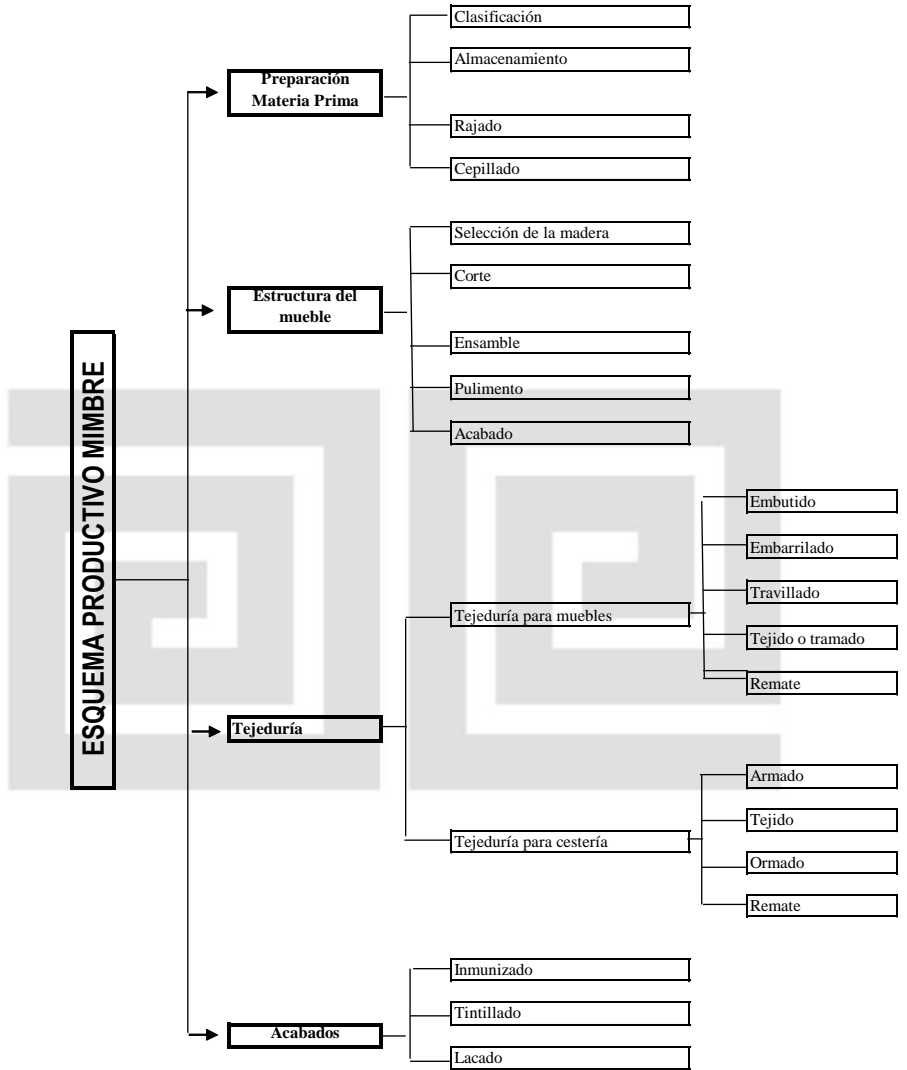 ESQUEMA PRODUCTIVO MIMBRE
Preparación
Materia Prima
Clasificación
Almacenamiento
Rajado
Cepillado
Estructura del
mueble
Selección de la madera
Corte
Ensamble
Pulimento
Acabado
Tejeduría
Tejeduría para muebles
Embutido
Embarrilado
Travillado
Tejido o tramado
Remate
Tejeduría para cestería
Armado
Tejido
Ormado
Remate
Acabados
Inmunizado
Tintillado
Lacado